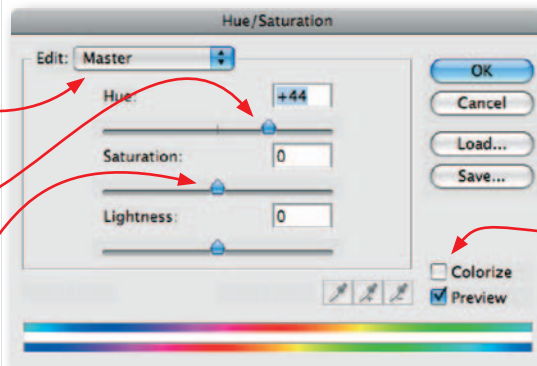 Hue/Saturation
Edit: Master
Hue: +44
Saturation: 0
Lightness: 0
OK
Cancel
Load...
Save...
Colorize
Preview